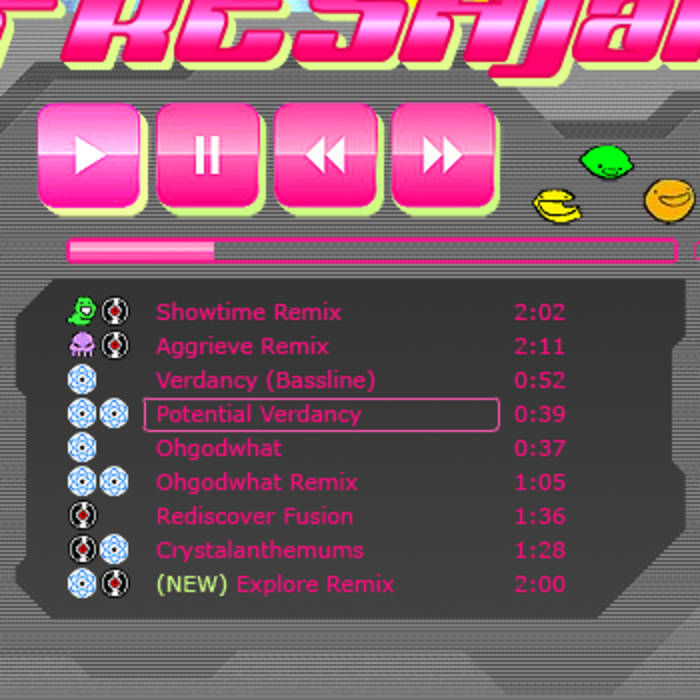 FRESHjam
Showtime Remix 2:02
Aggrieve Remix 2:11
Verdancy (Bassline) 0:52
Potential Verdancy 0:39
Ohgodwhat 0:37
Ohgodwhat Remix 1:05
Rediscover Fusion 1:36
Crystalanthemums 1:28
(NEW) Explore Remix 2:00